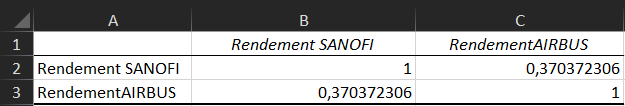 A B C
1 Rendement SANOFI RendementAIRBUS
2 Rendement SANOFI 1 0,370372306
3 RendementAIRBUS 0,370372306 1